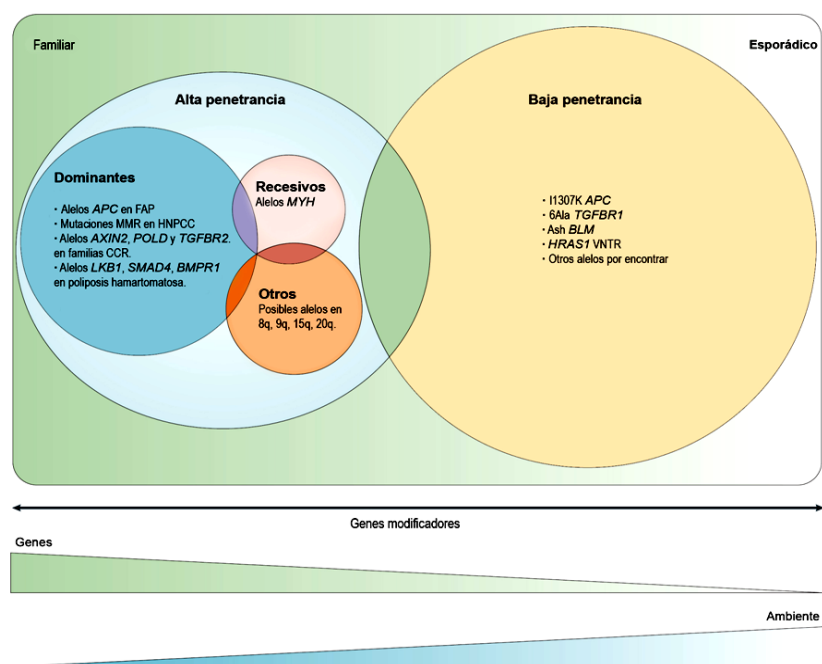 Familiar
Esporádico
Alta penetrancia
Baja penetrancia
Dominantes
· Alelos APC en FAP
· Mutaciones MMR en HNPCC
· Alelos AXIN2, POLD y TGFBR2.
en familias CCR.
· Alelos LKB1, SMAD4, BMPR1
en poliposis hamartomatosa.
Recesivos
Alelos MYH
Otros
Posibles alelos en
8q, 9q, 15q, 20q.
· I1307K APC
· 6Ala TGFBR1
· Ash BLM
· HRAS1 VNTR
· Otros alelos por encontrar
Genes modificadores
Genes
Ambiente